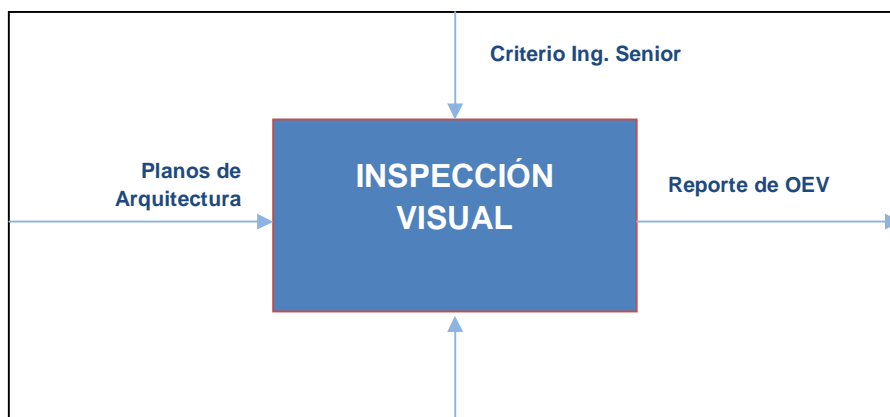 Criterio Ing. Senior
Planos de
Arquitectura
INSPECCIÓN
VISUAL
Reporte de OEV